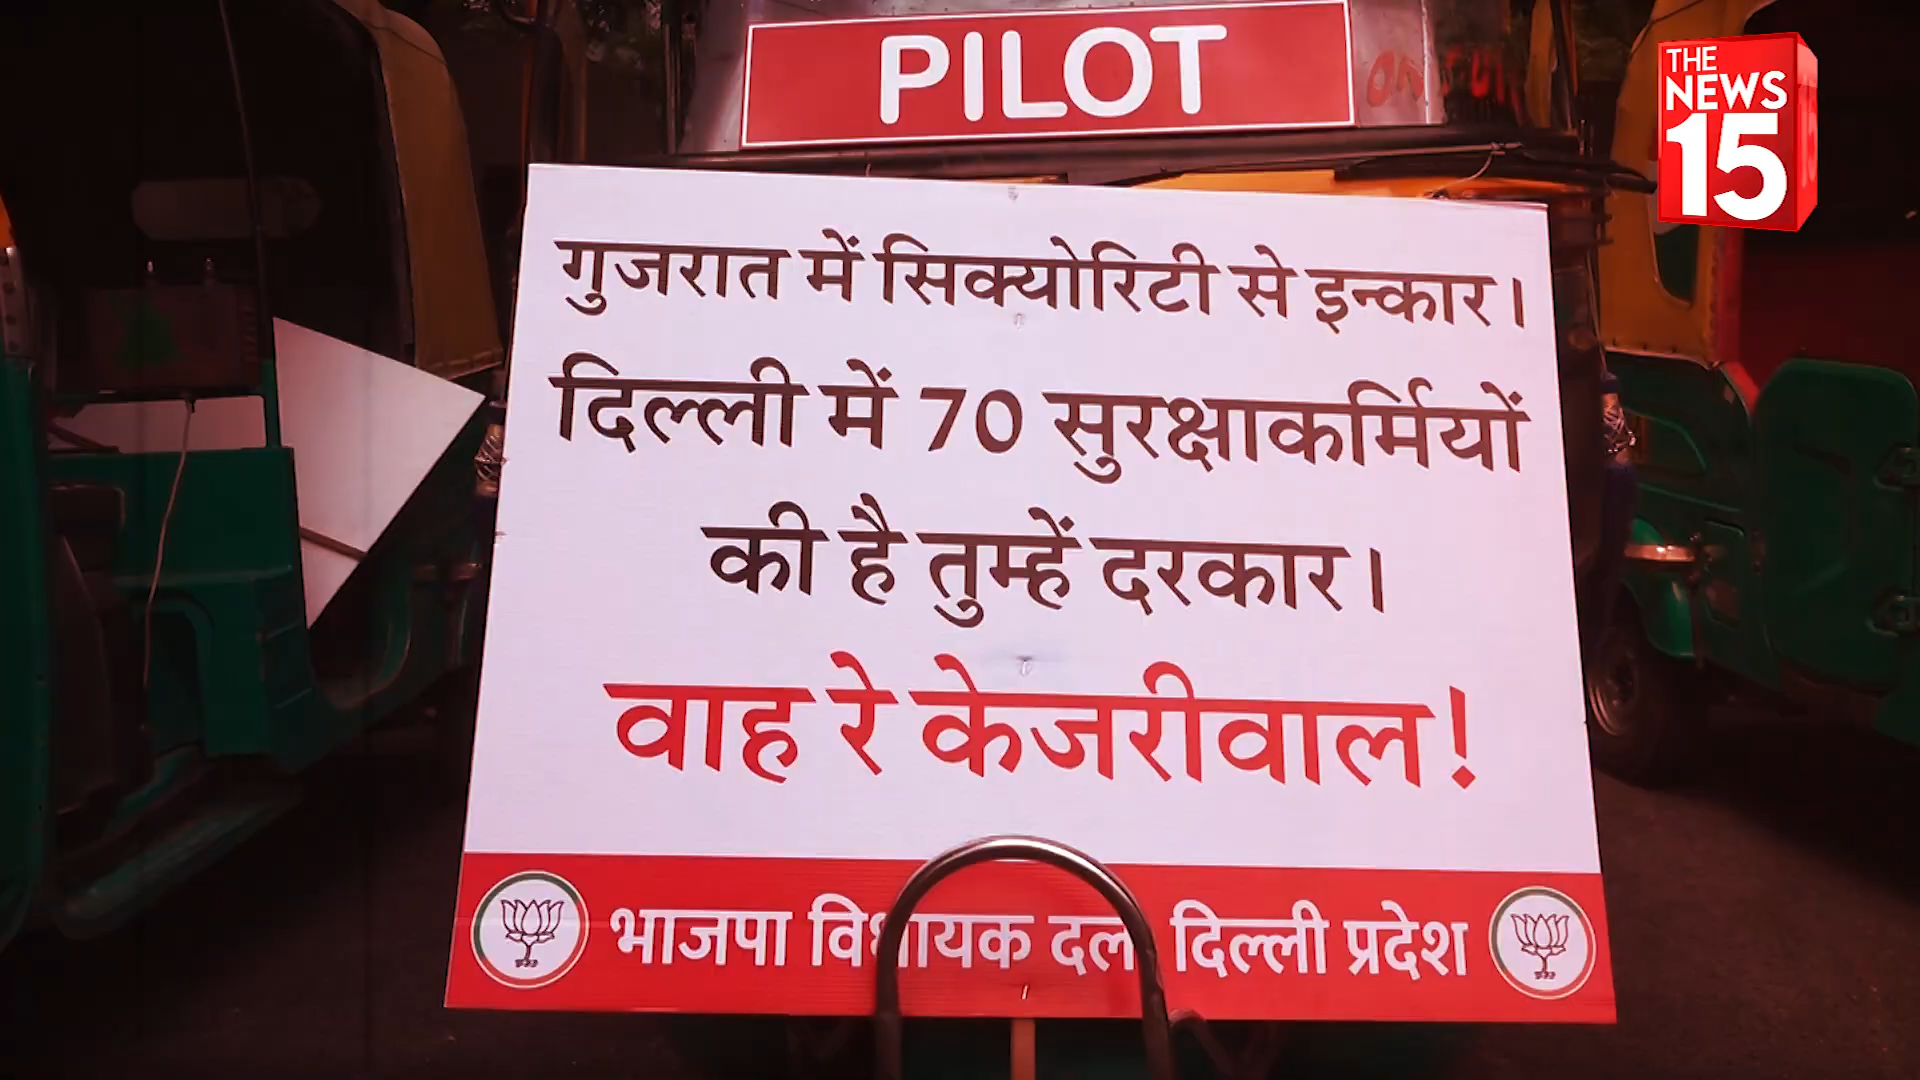 PILOT
THE
NEWS
15
गुजरात में सिक्योरिटी से इन्कार।
दिल्ली में 70 सुरक्षाकर्मियों
की है तुम्हें दरकार।
वाह रे केजरीवाल!
भाजपा विधायक दल दिल्ली प्रदेश